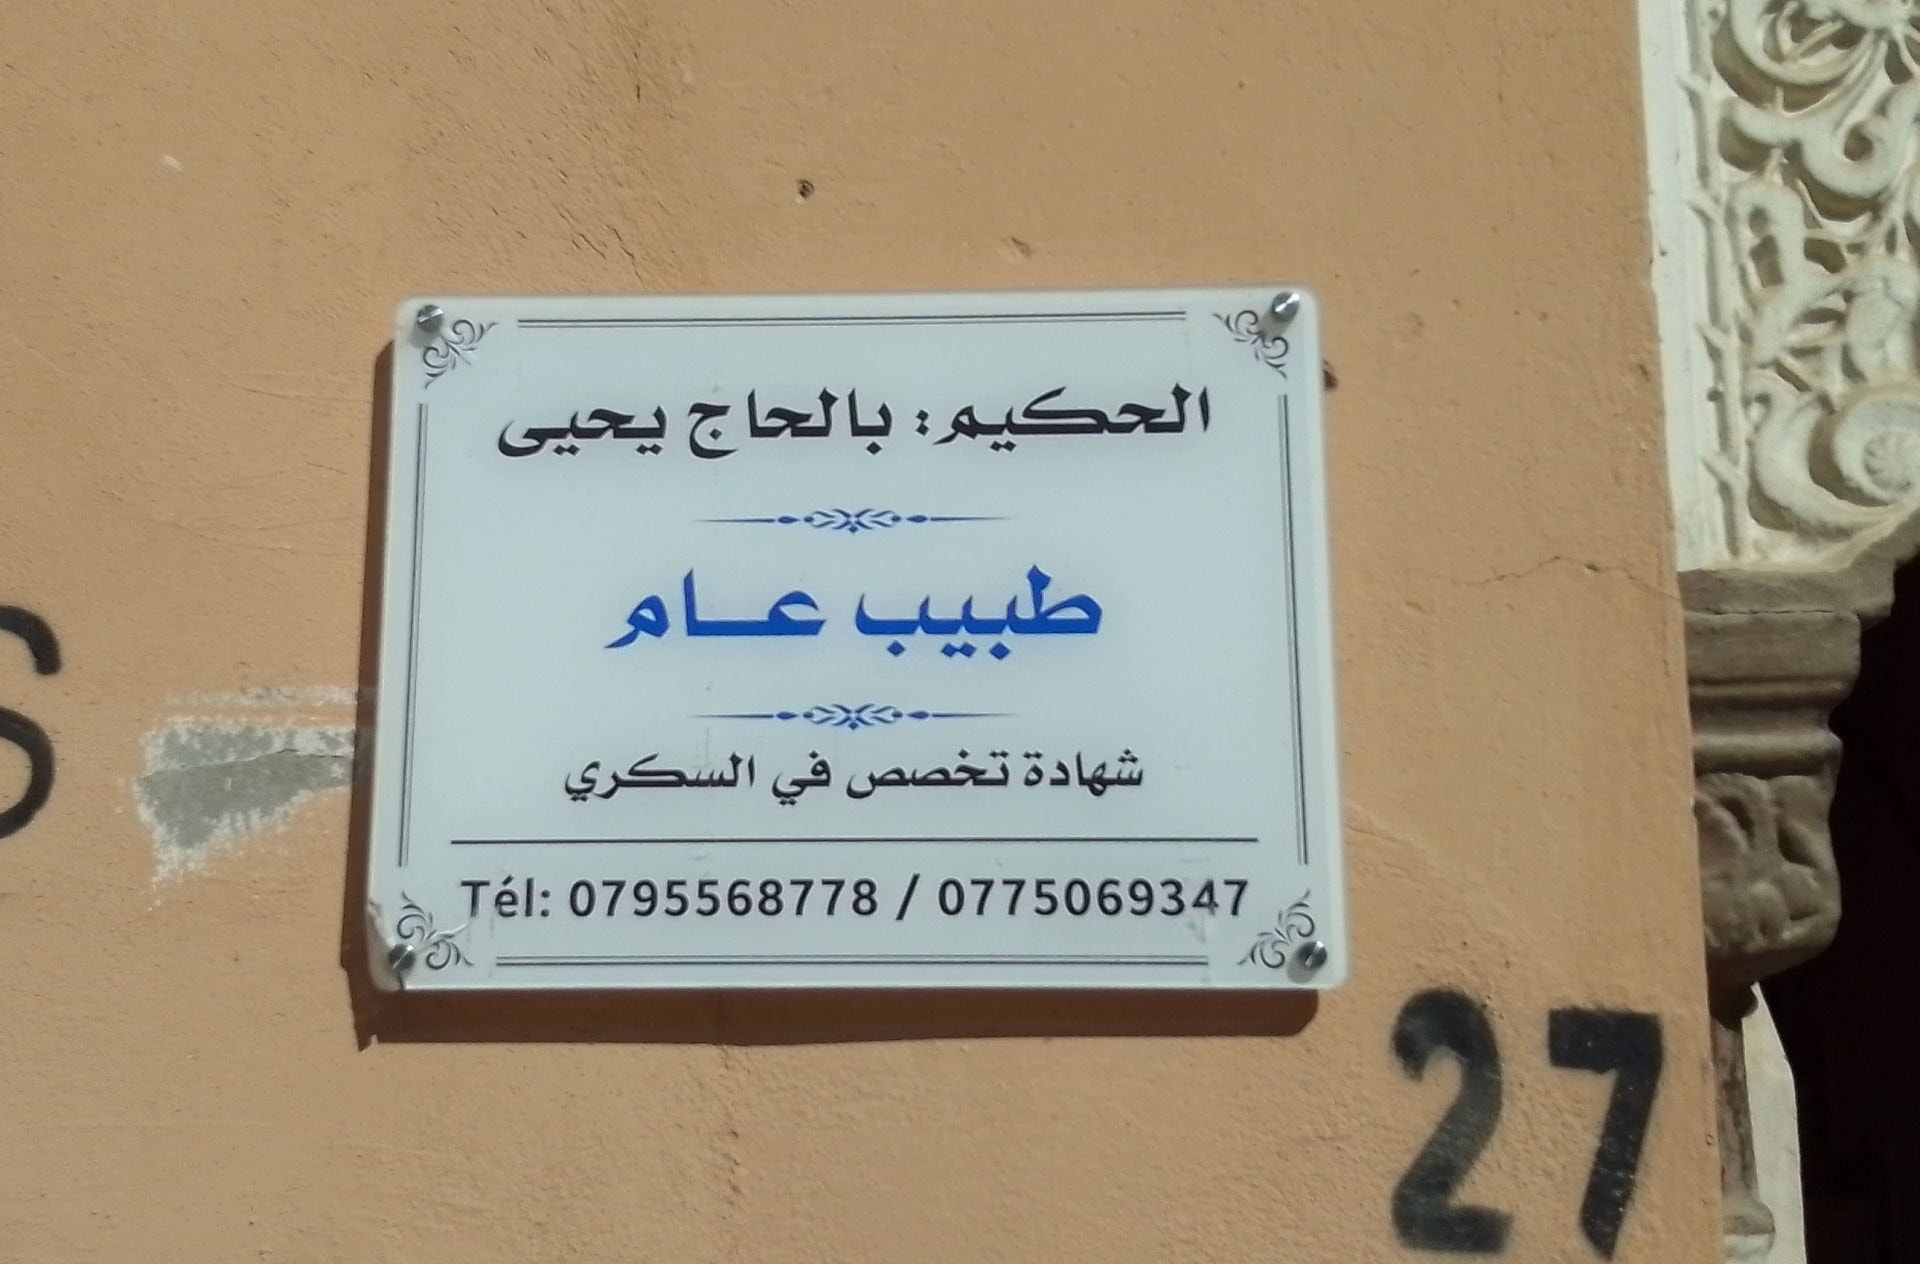 الحكيم: بالحاج يحيى
طبيب عام
شهادة تخصص في السكري
Tél: 0795568778 / 0775069347
27
S